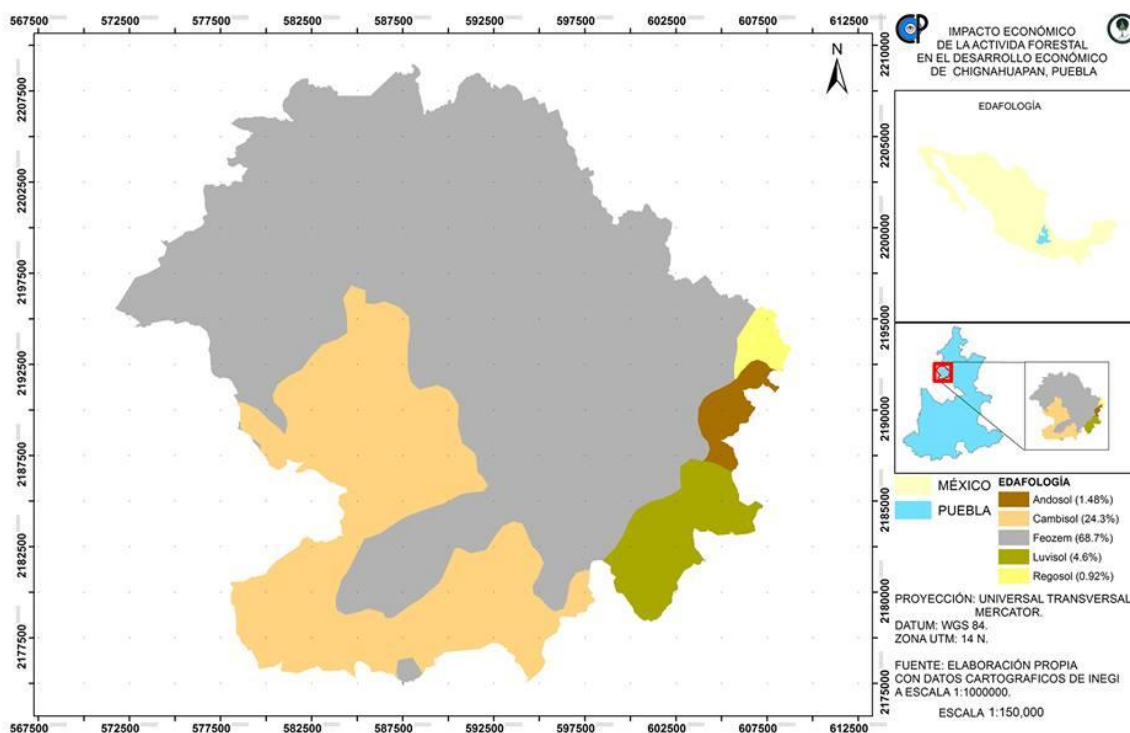 567500 572500 577500 582500 587500 592500 597500 602500 607500 612500
2207500
2202500
2197500
2192500
2187500
2182500
2177500
N
2210000
2205000
2200000
2195000
2190000
2185000
2180000
2175000
567500 572500 577500 582500 587500 592500 597500 602500 607500 612500
CP
IMPACTO ECONÓMICO
DE LA ACTIVIDA FORESTAL
EN EL DESARROLLO ECONÓMICO
DE CHIGNAHUAPAN, PUEBLA
EDAFOLOGÍA
MÉXICO
PUEBLA
EDAFOLOGÍA
Andosol (1.48%)
Cambisol (24.3%)
Feozem (68.7%)
Luvisol (4.6%)
Regosol (0.92%)
PROYECCIÓN: UNIVERSAL TRANSVERSAL
MERCATOR.
DATUM: WGS 84.
ZONA UTM: 14 N.
FUENTE: ELABORACIÓN PROPIA
CON DATOS CARTOGRAFICOS DE INEGI
A ESCALA 1:1000000.
ESCALA 1:150,000